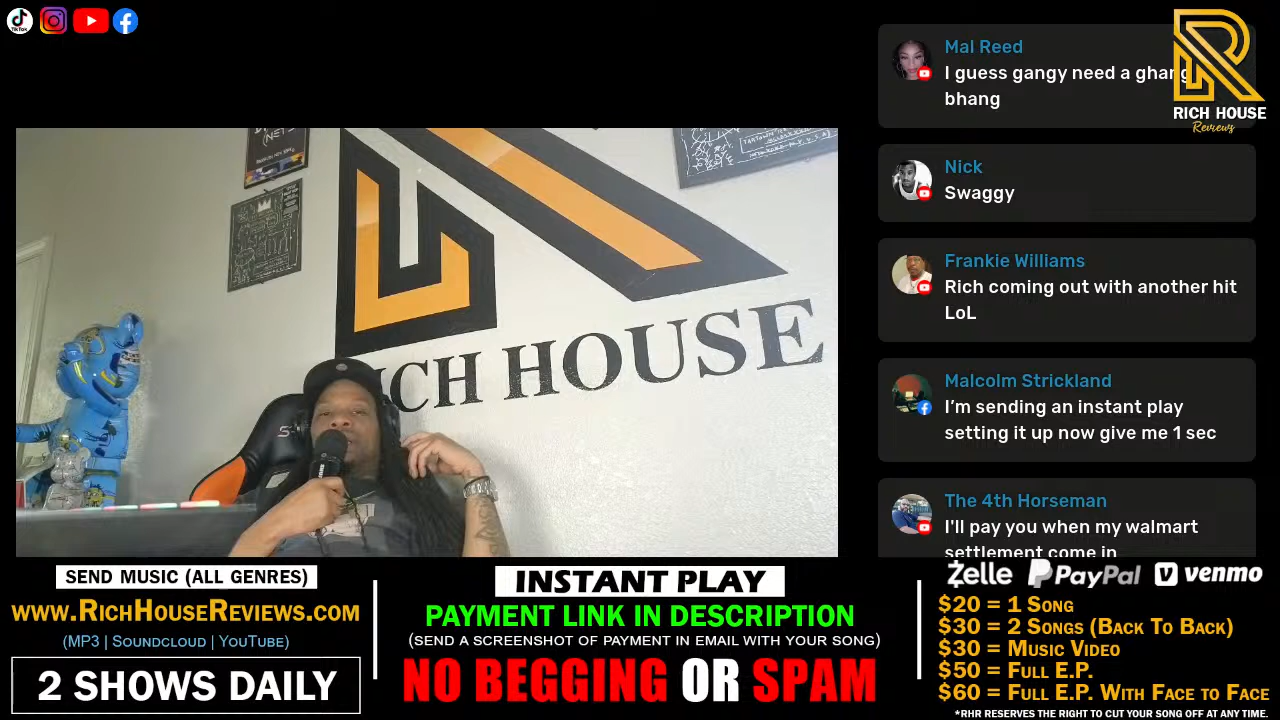 Mal Reed
I guess gangy need a ghang
bhang
RICH HOUSE
Reviews
Nick
Swaggy
Frankie Williams
Rich coming out with another hit
LoL
Malcolm Strickland
I'm sending an instant play
setting it up now give me 1 sec
The 4th Horseman
I'll pay you when my walmart
settlement come in
RICH HOUSE
SEND MUSIC (ALL GENRES)
www.RichHouseReviews.com
(MP3 | Soundcloud | YouTube)
2 SHOWS DAILY
INSTANT PLAY
PAYMENT LINK IN DESCRIPTION
(SEND A SCREENSHOT OF PAYMENT IN EMAIL WITH YOUR SONG)
NO BEGGING OR SPAM
Zelle PayPal venmo
$20 = 1 Song
$30 = 2 Songs (Back To Back)
$30 = Music Video
$50 = Full E.P.
$60 = Full E.P. With Face to Face
*RHR RESERVES THE RIGHT TO CUT YOUR SONG OFF AT ANY TIME.